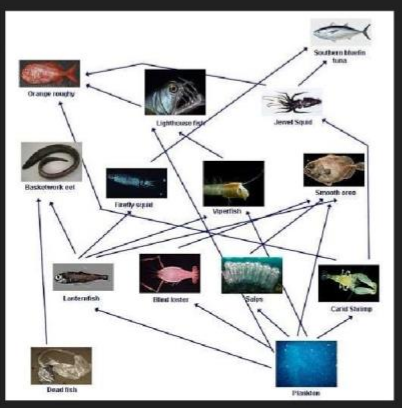 Southern bluefin
tuna
Orange roughy
Lighthouse fish
Jewel Squid
Basketwork eel
Firefly squid
Viperfish
Smooth oreo
Lanternfish
Blind lobster
Salps
Carid Shrimp
Dead fish
Plankton